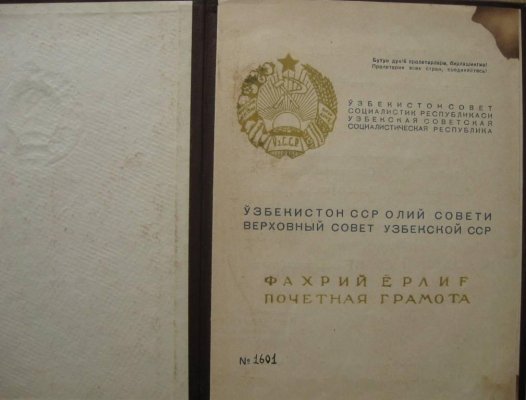 Бутун дунё пролетарлари, бирлашингиз!
Пролетарии всех стран, соединяйтесь!
ЎЗБЕКИСТОН СОВЕТ
СОЦИАЛИСТИК РЕСПУБЛИКАСИ
УЗБЕКСКАЯ СОВЕТСКАЯ
СОЦИАЛИСТИЧЕСКАЯ РЕСПУБЛИКА
ЎзССР
ЎЗБЕКИСТОН ССР ОЛИЙ СОВЕТИ
ВЕРХОВНЫЙ СОВЕТ УЗБЕКСКОЙ ССР
ФАХРИЙ ЁРЛИҒ
ПОЧЕТНАЯ ГРАМОТА
№ 1601